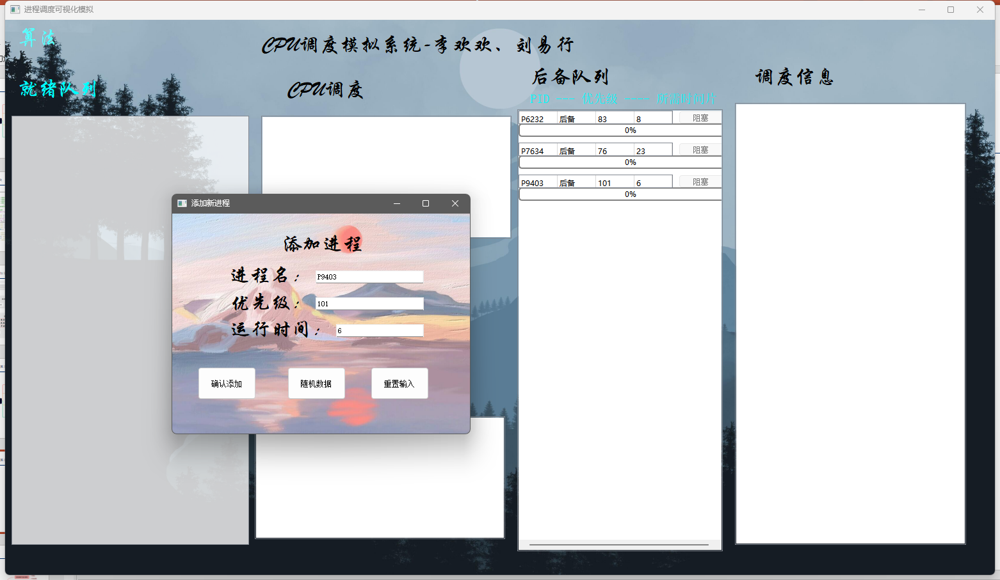 进程调度可视化模拟
算法
CPU调度模拟系统-李欢欢、刘易行
就绪队列
CPU调度
后备队列
调度信息
PID --- 优先级 ---- 所需时间片
P6232 后备 83 8 阻塞
0%
P7634 后备 76 23 阻塞
0%
P9403 后备 101 6 阻塞
0%
添加新进程
添加进程
进程名： P9403
优先级： 101
运行时间： 6
确认添加 随机数据 重置输入